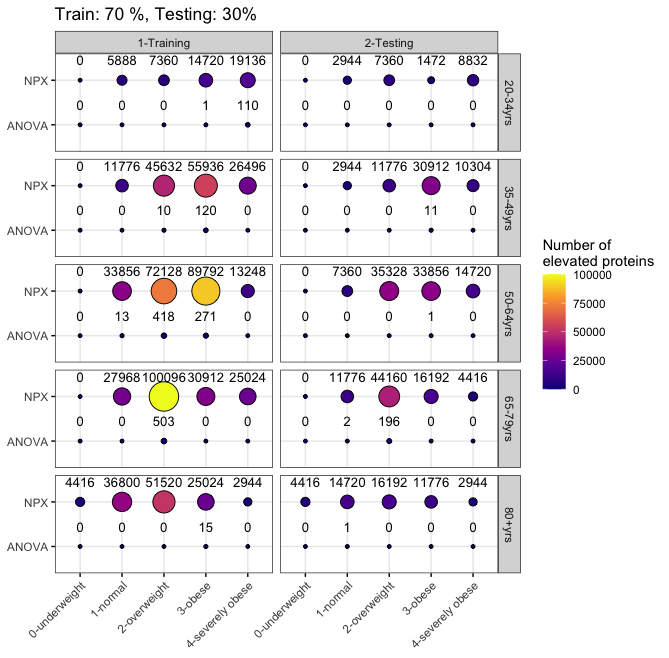 Train: 70 %, Testing: 30%
1-Training 2-Testing
0 5888 7360 14720 19136 0 2944 7360 1472 8832
NPX
0 0 0 1 110 0 0 0 0 0
ANOVA
20-34yrs
0 11776 45632 55936 26496 0 2944 11776 30912 10304
NPX
0 0 10 120 0 0 0 0 11 0
ANOVA
35-49yrs
0 33856 72128 89792 13248 0 7360 35328 33856 14720
NPX
0 13 418 271 0 0 0 0 1 0
ANOVA
50-64yrs
0 27968 100096 30912 25024 0 11776 44160 16192 4416
NPX
0 0 503 0 0 0 2 196 0 0
ANOVA
65-79yrs
4416 36800 51520 25024 2944 4416 14720 16192 11776 2944
NPX
0 0 0 15 0 0 1 0 0 0
ANOVA
80+yrs
0-underweight 1-normal 2-overweight 3-obese 4-severely obese 0-underweight 1-normal 2-overweight 3-obese 4-severely obese
Number of
elevated proteins
100000
75000
50000
25000
0